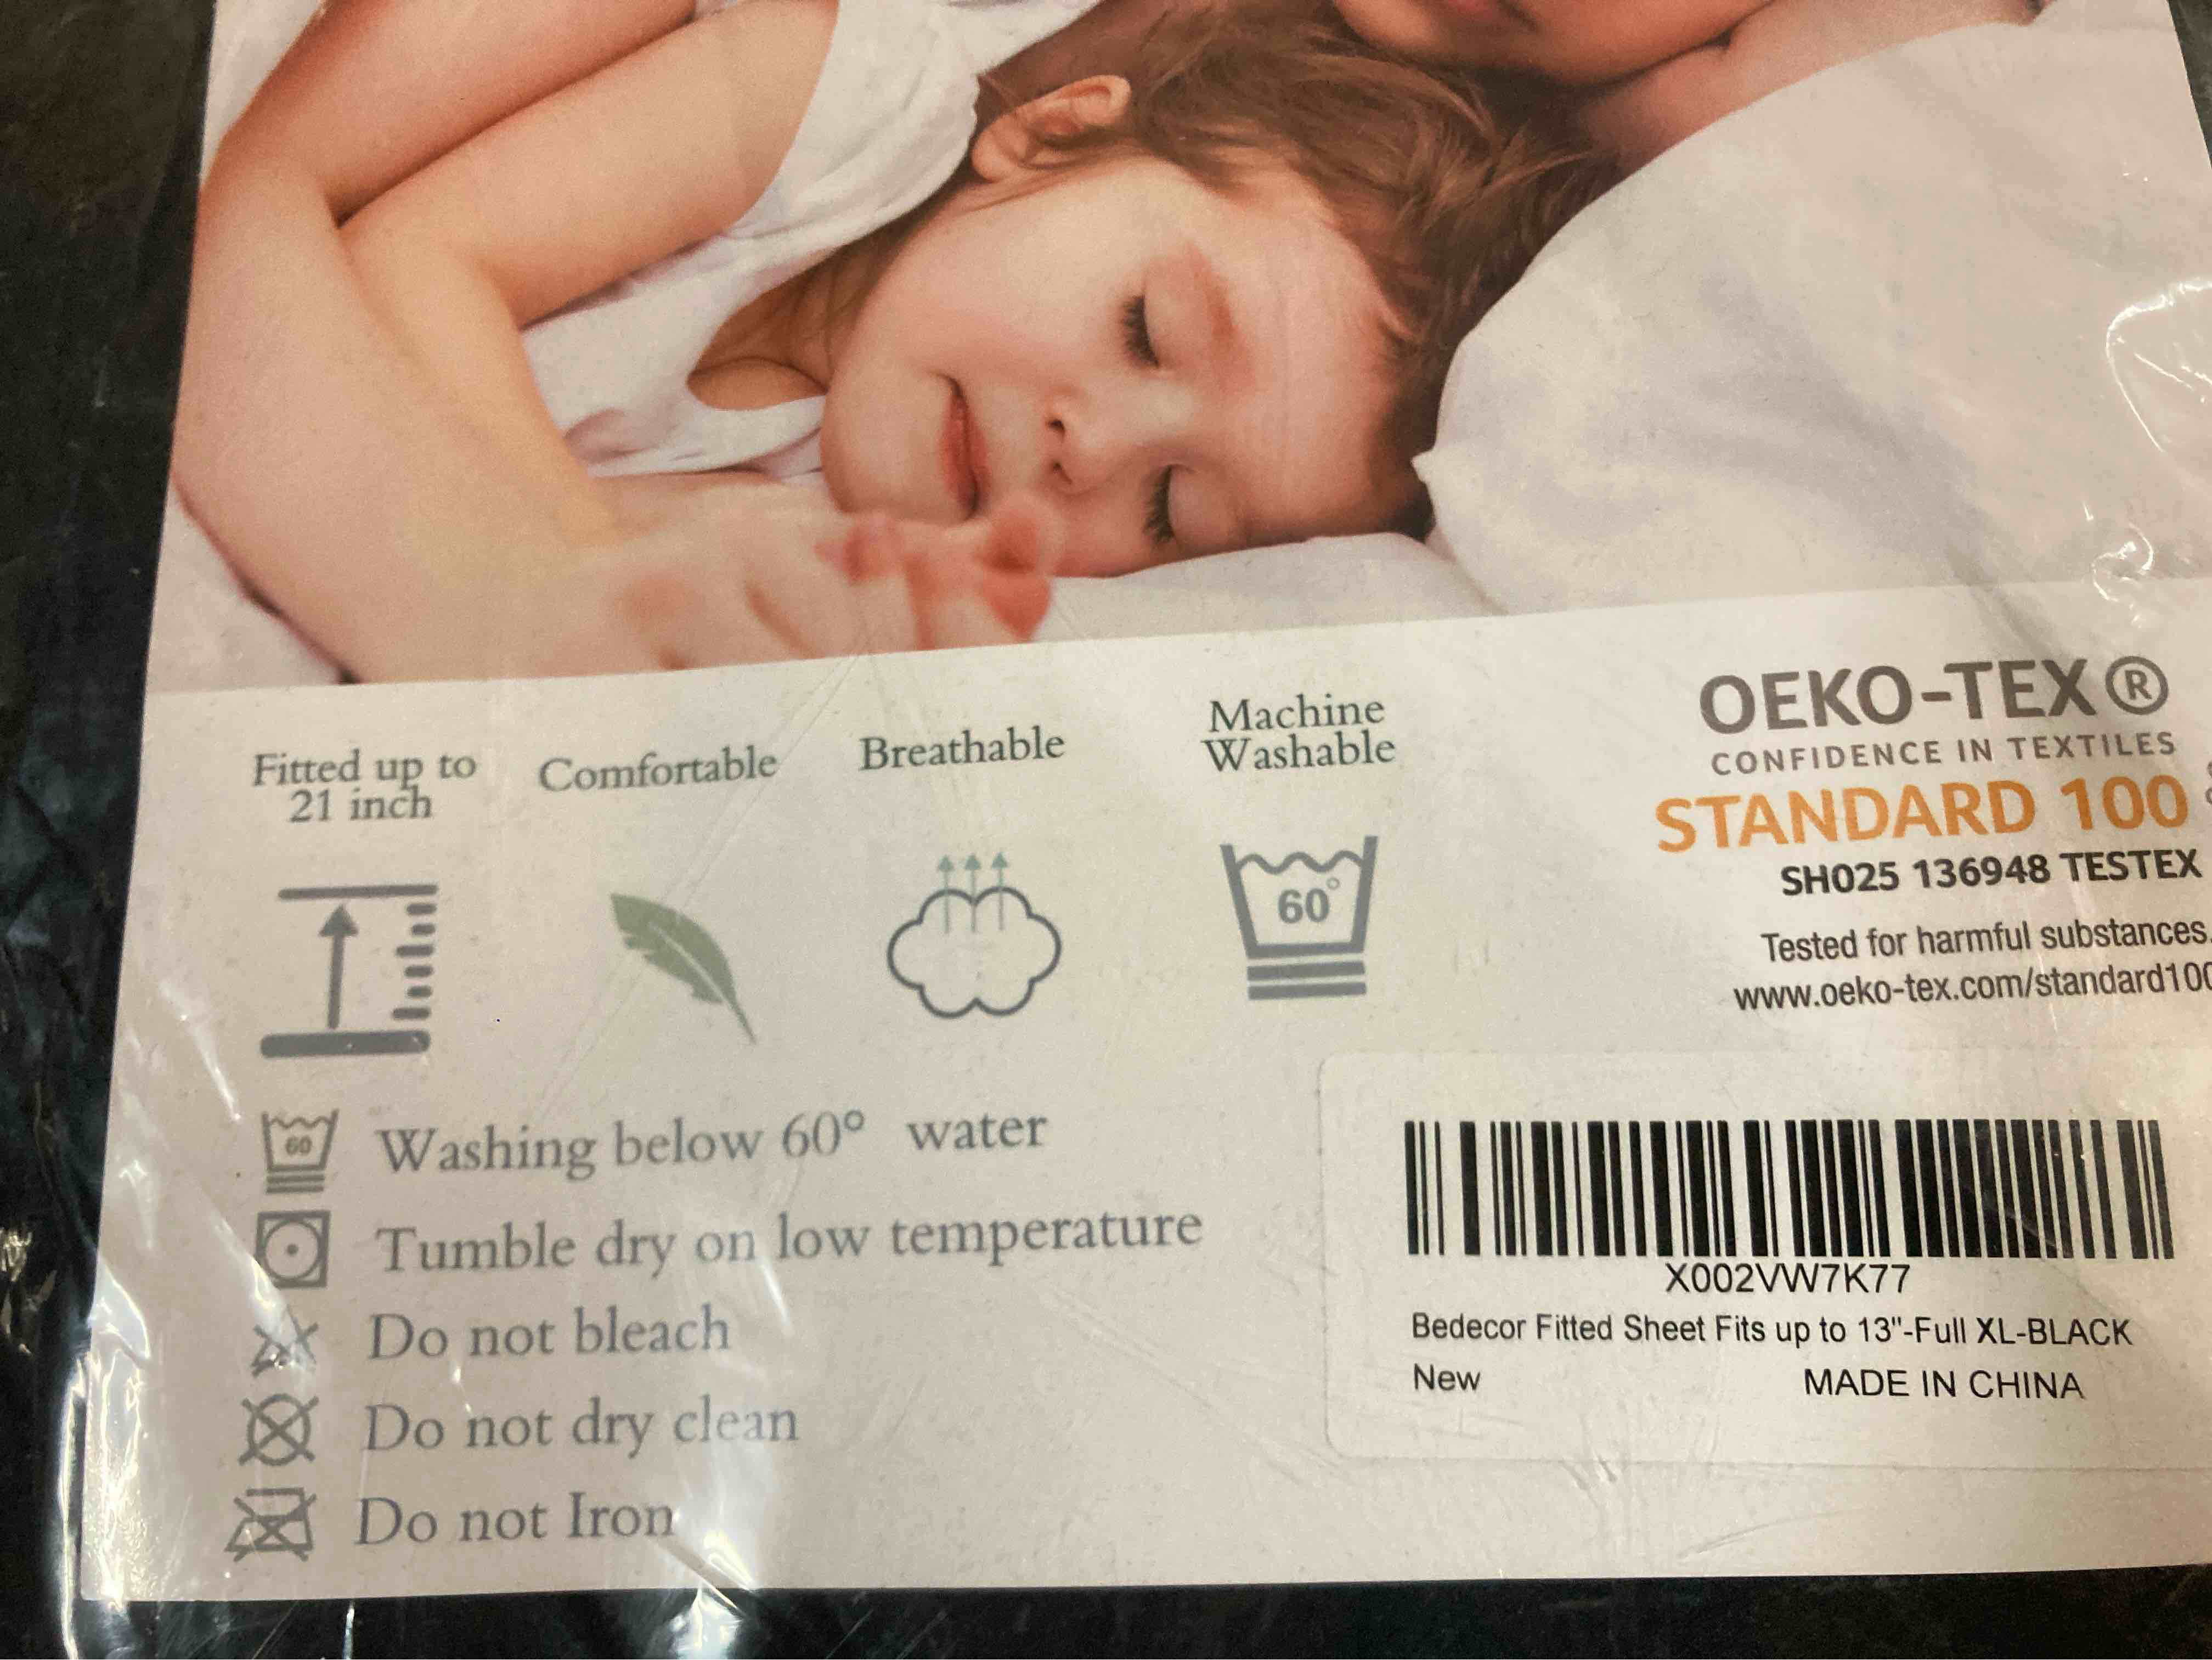 Fitted up to
21 inch
Comfortable
Breathable
Machine
Washable
60°
OEKO-TEX®
CONFIDENCE IN TEXTILES
STANDARD 100
SH025 136948 TESTEX
Tested for harmful substances.
www.oeko-tex.com/standard100
60
Washing below 60° water
Tumble dry on low temperature
Do not bleach
Do not dry clean
Do not Iron
X002VW7K77
Bedecor Fitted Sheet Fits up to 13"-Full XL-BLACK
New MADE IN CHINA